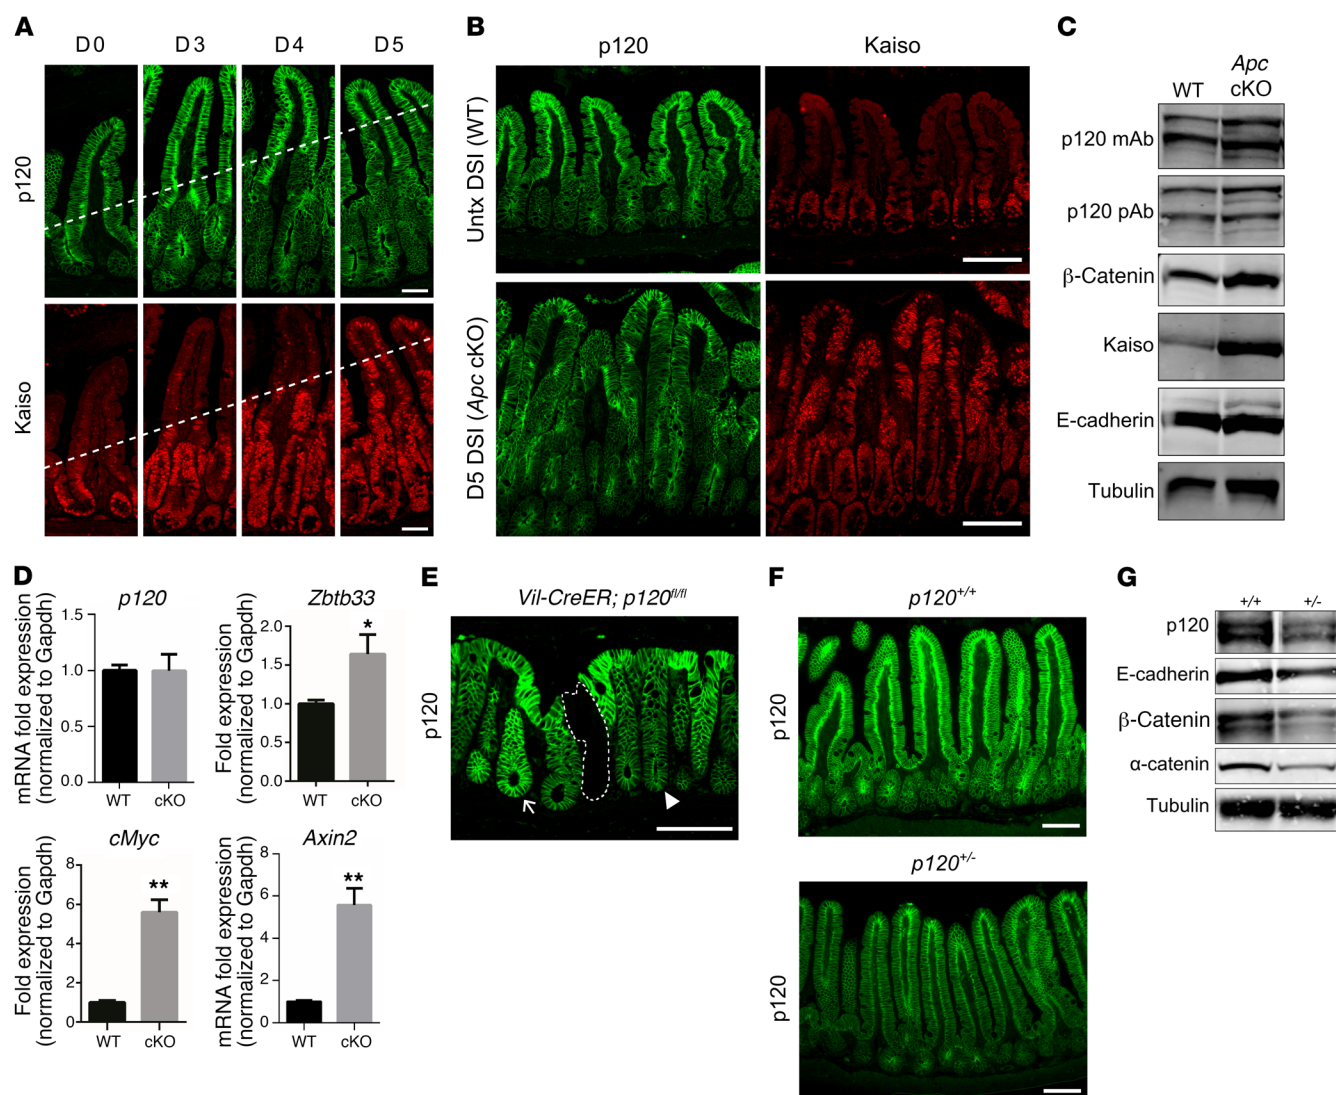 A
D0 D3 D4 D5
p120
Kaiso
B
p120 Kaiso
Untx DSI (WT)
D5 DSI (Apc cKO)
C
WT Apc cKO
p120 mAb
p120 pAb
β-Catenin
Kaiso
E-cadherin
Tubulin
D
p120
mRNA fold expression
(normalized to Gapdh)
1.5
1.0
0.5
0.0
WT cKO
Zbtb33
Fold expression
(normalized to Gapdh)
2.0
1.5
1.0
0.5
0.0
*
WT cKO
cMyc
Fold expression
(normalized to Gapdh)
8
6
4
2
0
**
WT cKO
Axin2
mRNA fold expression
(normalized to Gapdh)
8
6
4
2
0
**
WT cKO
E
Vil-CreER; p120fl/fl
p120
F
p120+/+
p120
p120+/-
p120
G
+/+ +/-
p120
E-cadherin
β-Catenin
α-catenin
Tubulin